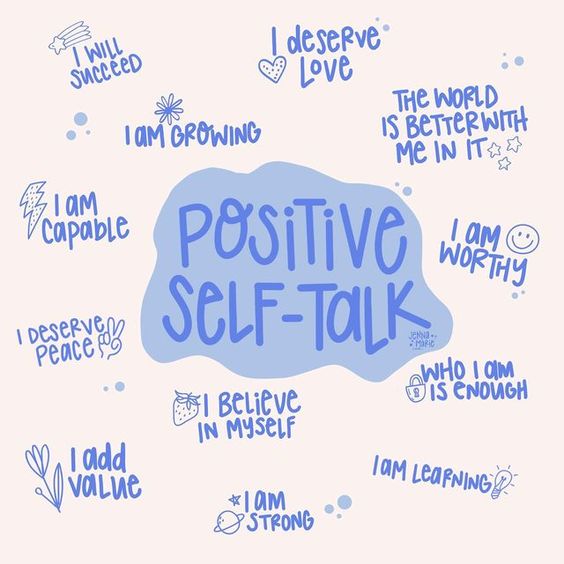 I WILL
SUCCEED
I deserve
LOVE
I AM GROWING
THE WORLD
IS BETTER WITH
ME IN IT
I am
capable
POSITIVE
SELF-TALK
JENNA
MARIE
I AM
WORTHY
I DESERVE
PEACE
WHO I AM
IS ENOUGH
I BELIEVE
IN MYSELF
I add
value
I AM
STRONG
I AM LEARNING